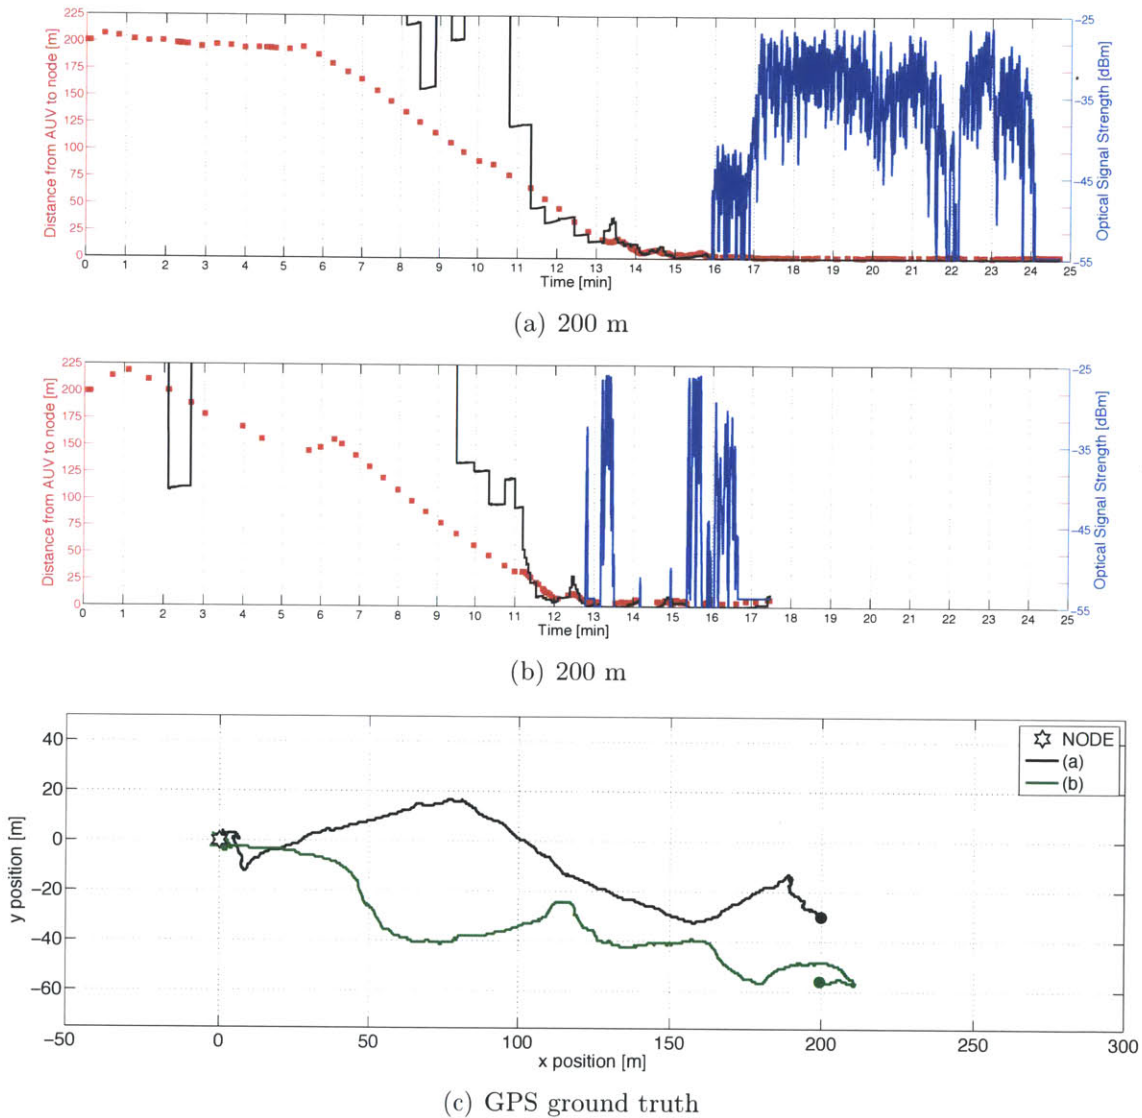 225
200
175
150
125
100
75
50
25
0
Distance from AUV to node [m]
-25
-35
-45
-55
Optical Signal Strength [dBm]
0 1 2 3 4 5 6 7 8 9 10 11 12 13 14 15 16 17 18 19 20 21 22 23 24 25
Time [min]
(a) 200 m
225
200
175
150
125
100
75
50
25
0
Distance from AUV to node [m]
-25
-35
-45
-55
Optical Signal Strength [dBm]
0 1 2 3 4 5 6 7 8 9 10 11 12 13 14 15 16 17 18 19 20 21 22 23 24 25
Time [min]
(b) 200 m
40
20
0
−20
−40
−60
y position [m]
NODE
(a)
(b)
−50 0 50 100 150 200 250 300
x position [m]
(c) GPS ground truth